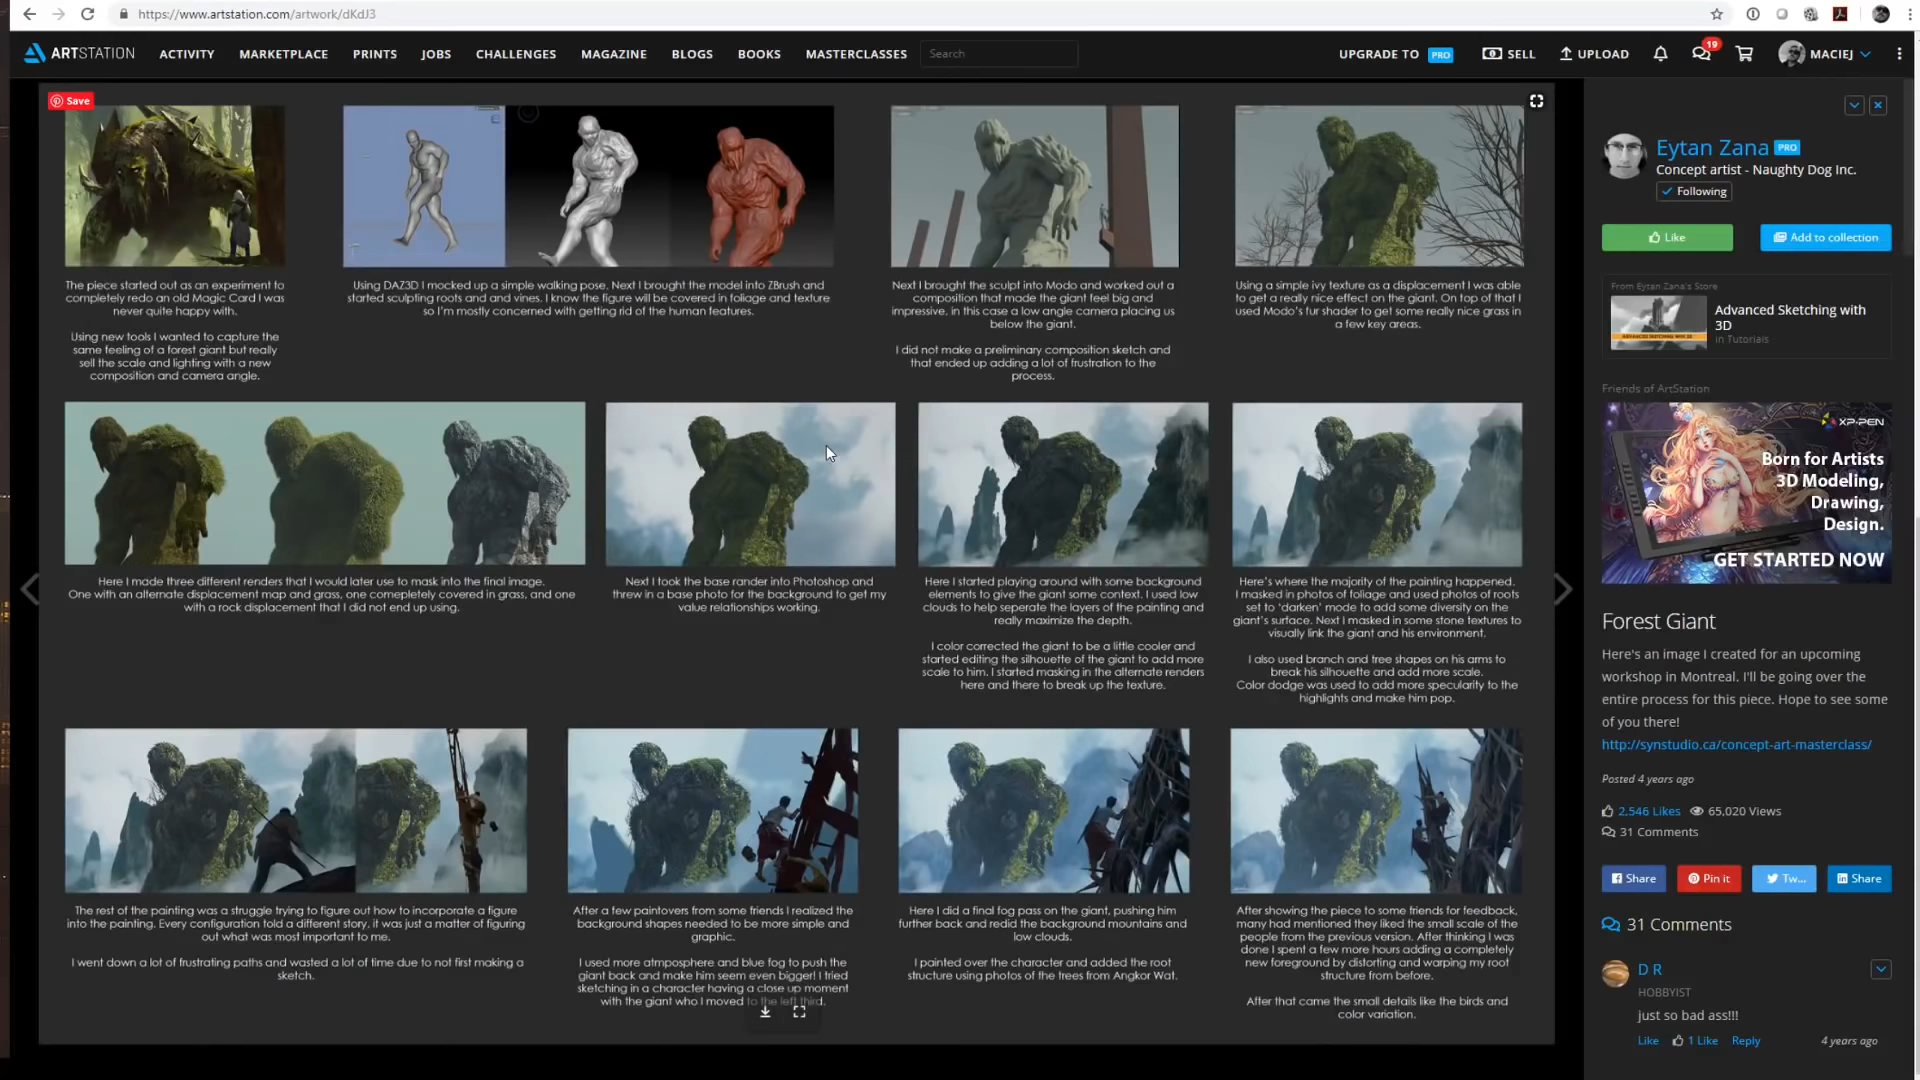 https://www.artstation.com/artwork/dKdJ3
ARTSTATION
ACTIVITY
MARKETPLACE
PRINTS
JOBS
CHALLENGES
MAGAZINE
BLOGS
BOOKS
MASTERCLASSES
Search
UPGRADE TO PRO
SELL
UPLOAD
19
MACIEJ
Save
The piece started out as an experiment to
completely redo an old Magic Card I was
never quite happy with.
Using new tools I wanted to capture the
same feeling of a forest giant but really
sell the scale and lighting with a new
composition and camera angle.
Using DAZ3D I mocked up a simple walking pose. Next I brought the model into ZBrush and
started sculpting roots and and vines. I know the figure will be covered in foliage and texture
so I'm mostly concerned with getting rid of the human features.
Next I brought the sculpt into Modo and worked out a
composition that made the giant feel big and
impressive, in this case a low angle camera placing us
below the giant.
I did not make a preliminary composition sketch and
that ended up adding a lot of frustration to the
process.
Using a simple ivy texture as a displacement I was able
to get a really nice effect on the giant. On top of that I
used Modo's fur shader to get some really nice grass in
a few key areas.
Here I made three different renders that I would later use to mask into the final image.
One with an alternate displacement map and grass, one comepletely covered in grass, and one
with a rock displacement that I did not end up using.
Next I took the base rander into Photoshop and
threw in a base photo for the background to get my
value relationships working.
Here I started playing around with some background
elements to give the giant some context. I used low
clouds to help seperate the layers of the painting and
really maximize the depth.
I color corrected the giant to be a little cooler and
started editing the silhouette of the giant to add more
scale to him. I started masking in the alternate renders
here and there to break up the texture.
Here's where the majority of the painting happened.
I masked in photos of foliage and used photos of roots
set to 'darken' mode to add some diversity on the
giant's surface. Next I masked in some stone textures to
visually link the giant and his environment.
I also used branch and tree shapes on his arms to
break his silhouette and add more scale.
Color dodge was used to add more specularity to the
highlights and make him pop.
The rest of the painting was a struggle trying to figure out how to incorporate a figure
into the painting. Every configuration told a different story, it was just a matter of figuring
out what was most important to me.
I went down a lot of frustrating paths and wasted a lot of time due to not first making a
sketch.
After a few paintovers from some friends I realized the
background shapes needed to be more simple and
graphic.
I used more atmposphere and blue fog to push the
giant back and make him seem even bigger! I tried
sketching in a character having a close up moment
with the giant who I moved to the left third.
Here I did a final fog pass on the giant, pushing him
further back and redid the background mountains and
low clouds.
I painted over the character and added the root
structure using photos of the trees from Angkor Wat.
After showing the piece to some friends for feedback,
many had mentioned they liked the small scale of the
people from the previous version. After thinking I was
done I spent a few more hours adding a completely
new foreground by distorting and warping my root
structure from before.
After that came the small details like the birds and
color variation.
Eytan Zana PRO
Concept artist - Naughty Dog Inc.
Following
Like
Add to collection
From Eytan Zana's Store
ADVANCED SKETCHING WITH 3D
Advanced Sketching with
3D
in Tutorials
Friends of ArtStation
XP-PEN
Born for Artists
3D Modeling,
Drawing,
Design.
GET STARTED NOW
Forest Giant
Here's an image I created for an upcoming
workshop in Montreal. I'll be going over the
entire process for this piece. Hope to see some
of you there!
http://synstudio.ca/concept-art-masterclass/
Posted 4 years ago
2,546 Likes 65,020 Views
31 Comments
Share
Pin it
Tw...
Share
31 Comments
D R
HOBBYIST
just so bad ass!!!
Like 1 Like Reply 4 years ago